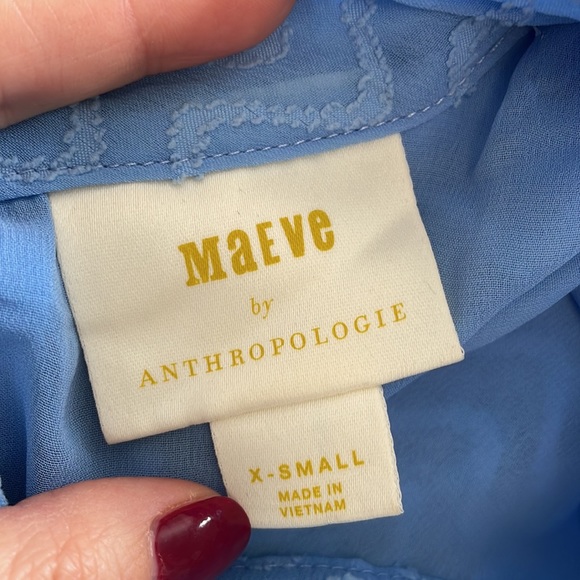 MaEVe
by
ANTHROPOLOGIE
X-SMALL
MADE IN
VIETNAM